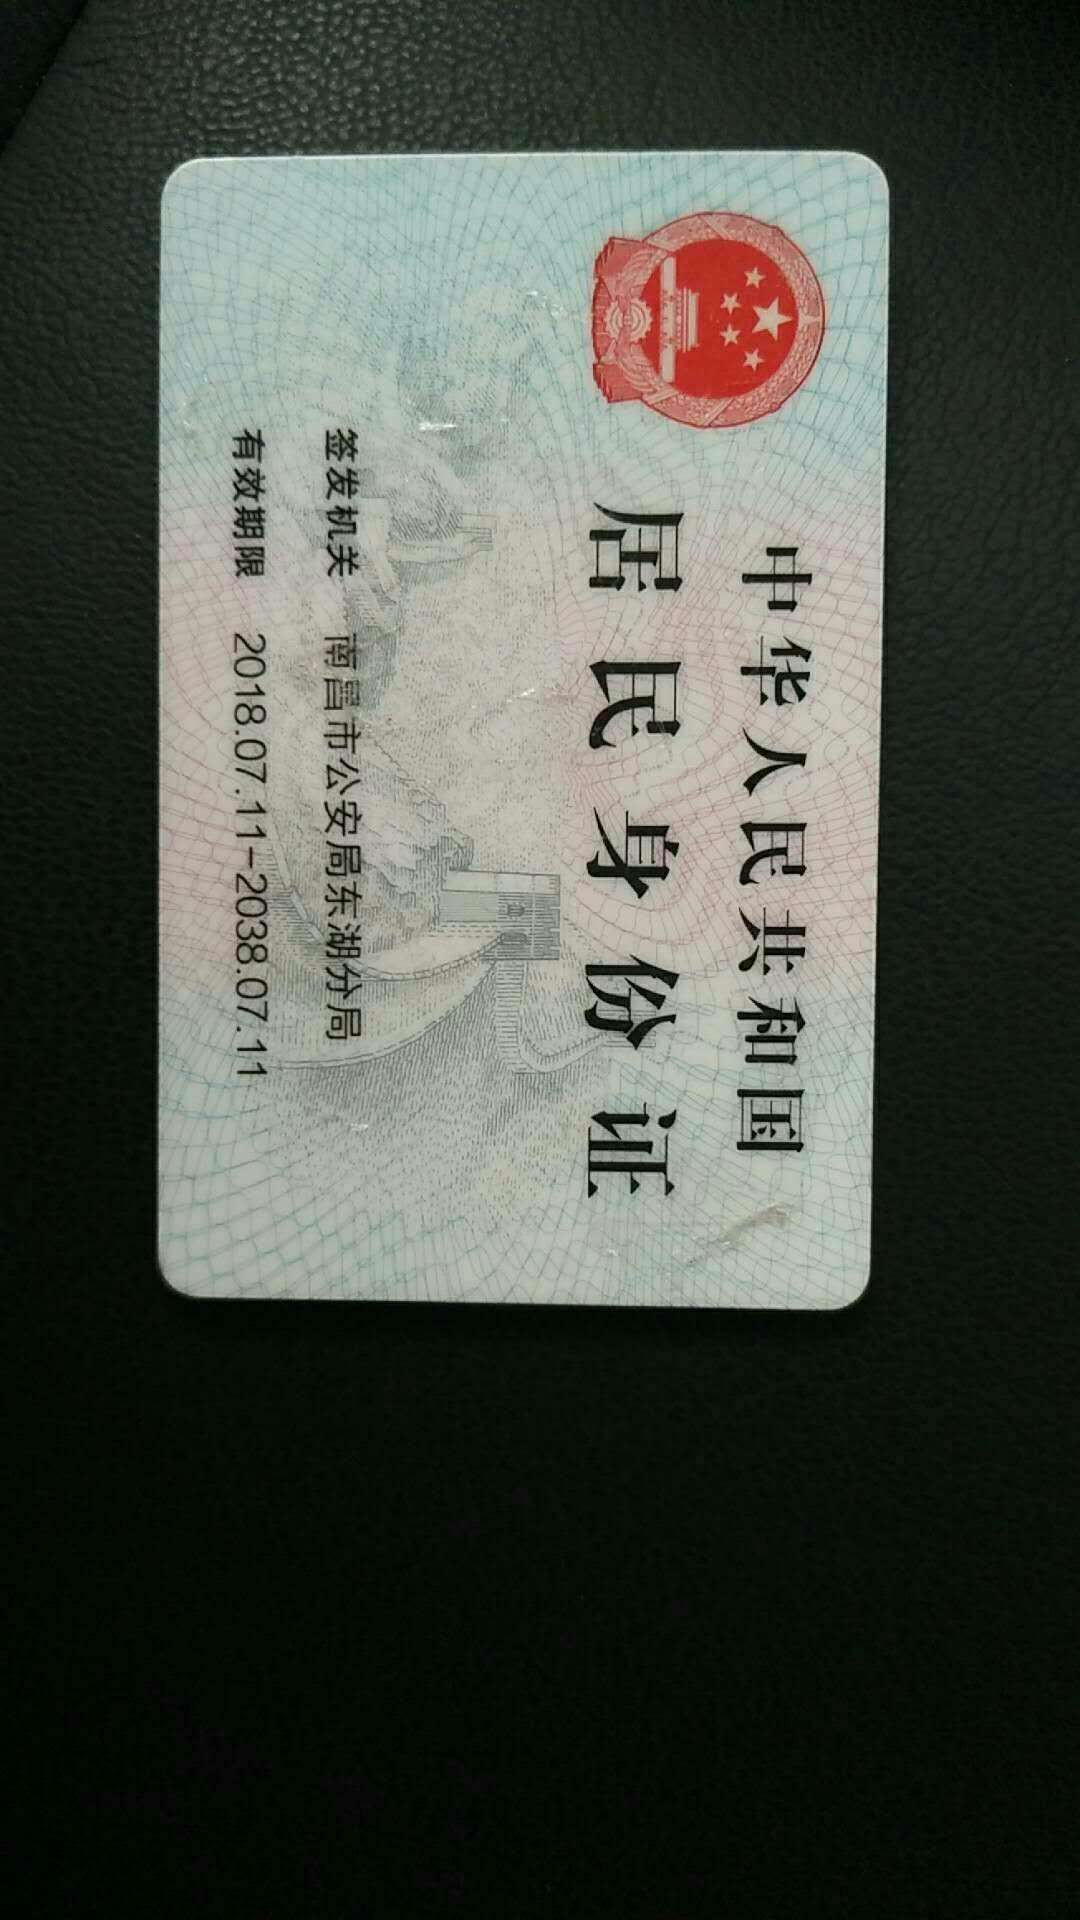 中华人民共和国
居民身份证
签发机关 南昌市公安局东湖分局
有效期限 2018.07.11-2038.07.11